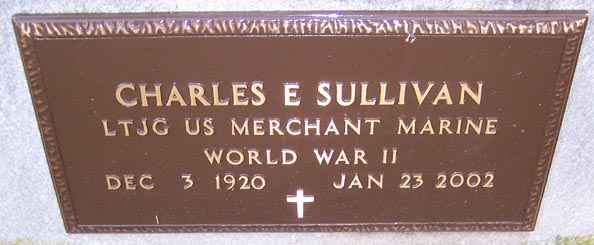 CHARLES E SULLIVAN
LTJG US MERCHANT MARINE
WORLD WAR II
DEC 3 1920 JAN 23 2002